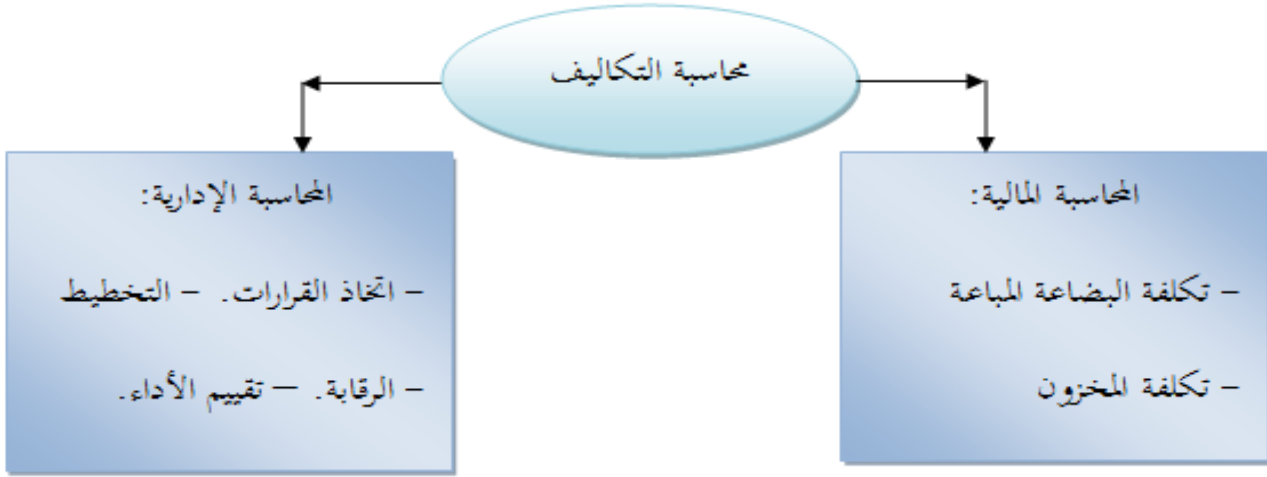 محاسبة التكاليف
المحاسبة المالية:
– تكلفة البضاعة المباعة
– تكلفة المخزون
المحاسبة الإدارية:
– اتخاذ القرارات. – التخطيط
– الرقابة. – تقييم الأداء.